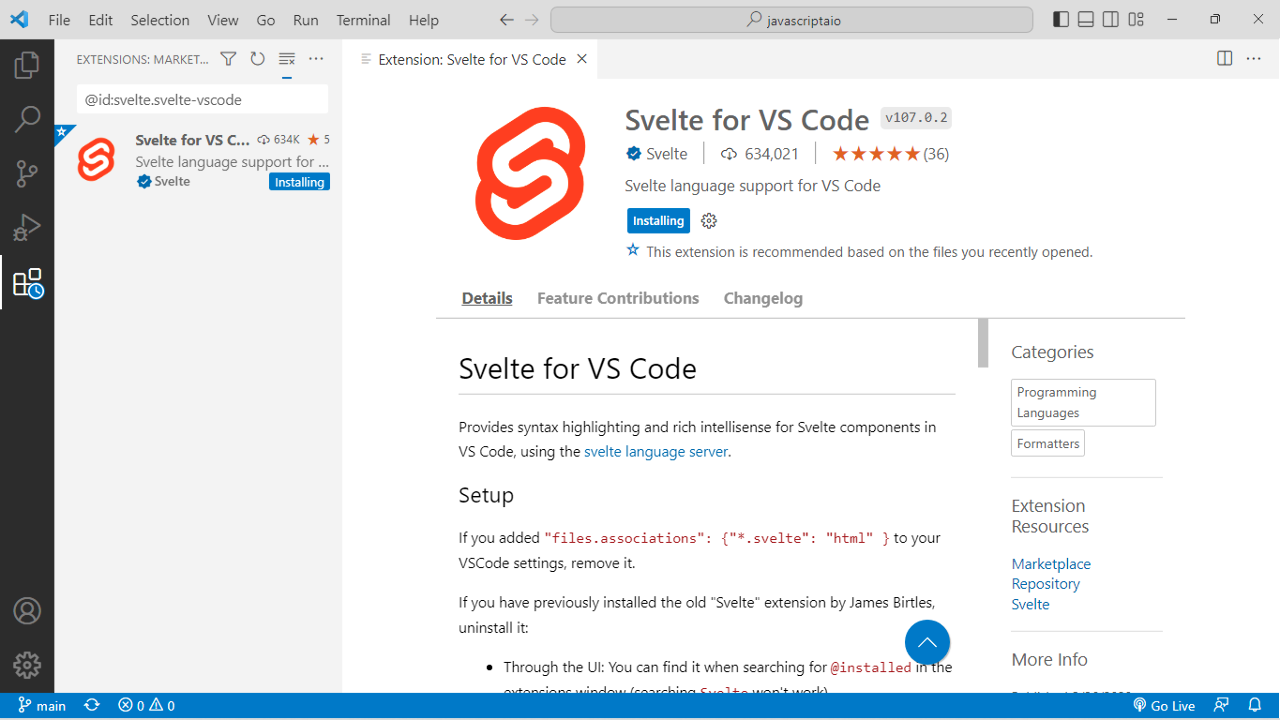 File Edit Selection View Go Run Terminal Help
javascriptaio
EXTENSIONS: MARKET...
@id:svelte.svelte-vscode
Svelte for VS C... 634K ★ 5
Svelte language support for ...
Svelte Installing
Extension: Svelte for VS Code
Svelte for VS Code v107.0.2
Svelte 634,021 ★★★★★(36)
Svelte language support for VS Code
Installing
This extension is recommended based on the files you recently opened.
Details Feature Contributions Changelog
Svelte for VS Code
Provides syntax highlighting and rich intellisense for Svelte components in
VS Code, using the svelte language server.
Setup
If you added "files.associations": {"*.svelte": "html" } to your
VSCode settings, remove it.
If you have previously installed the old "Svelte" extension by James Birtles,
uninstall it:
• Through the UI: You can find it when searching for @installed in the
extensions window (searching Svelte won't work).
Categories
Programming
Languages
Formatters
Extension
Resources
Marketplace
Repository
Svelte
More Info
main 0 0 Go Live